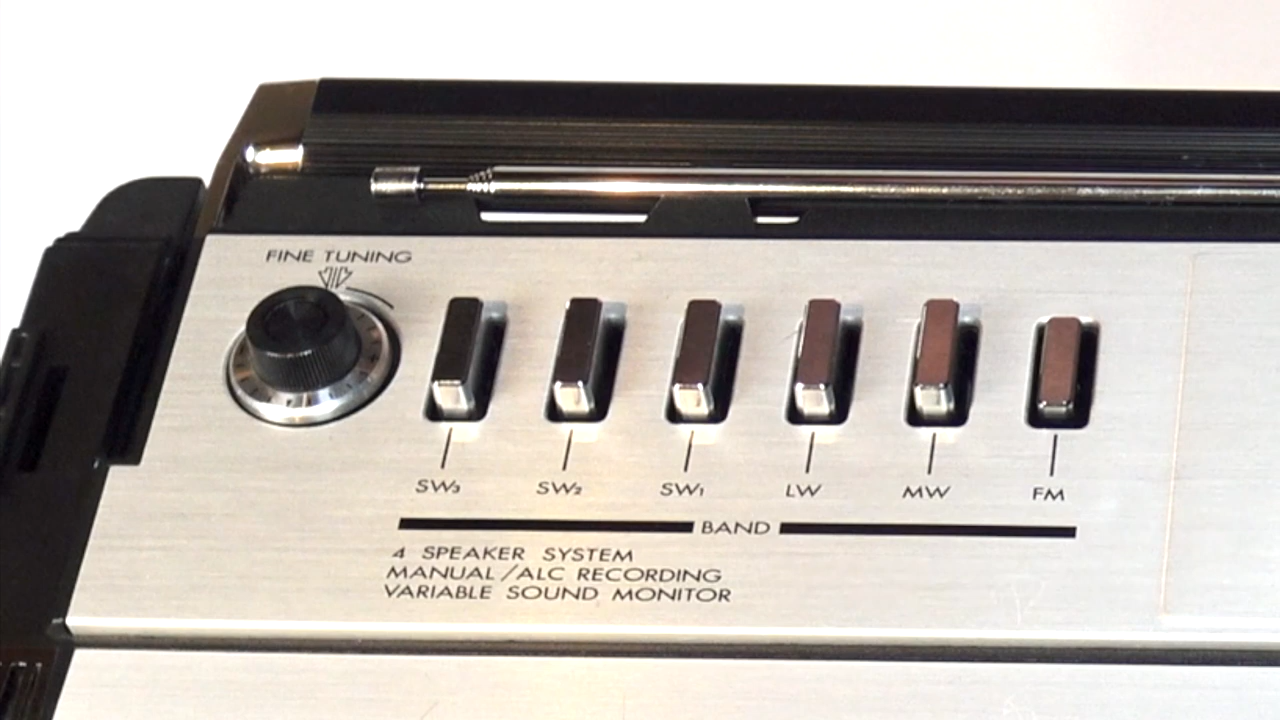 FINE TUNING
SW₃ SW₂ SW₁ LW MW FM
BAND
4 SPEAKER SYSTEM
MANUAL/ALC RECORDING
VARIABLE SOUND MONITOR